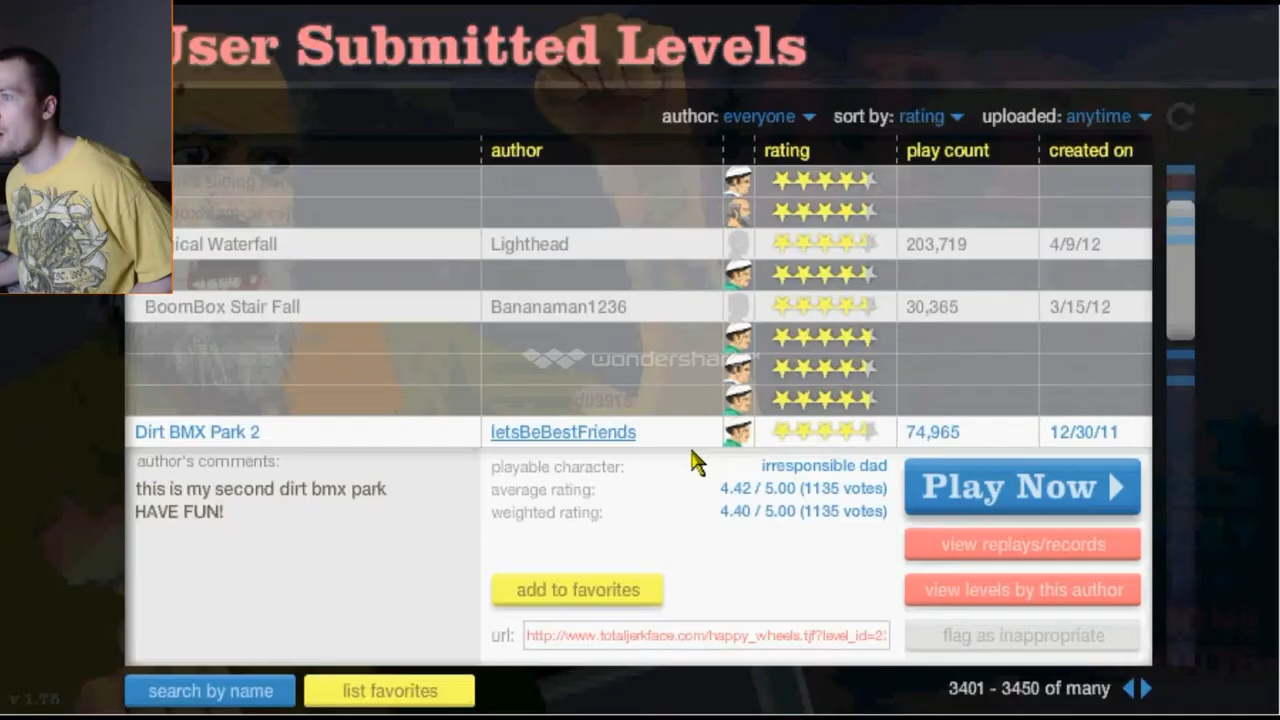 User Submitted Levels
author: everyone sort by: rating uploaded: anytime
author rating play count created on
ical Waterfall Lighthead 203,719 4/9/12
BoomBox Stair Fall Bananaman1236 30,365 3/15/12
wondershare
Dirt BMX Park 2 letsBeBestFriends 74,965 12/30/11
author's comments:
this is my second dirt bmx park
HAVE FUN!
playable character: irresponsible dad
average rating: 4.42 / 5.00 (1135 votes)
weighted rating: 4.40 / 5.00 (1135 votes)
Play Now
view replays/records
add to favorites
view levels by this author
url: http://www.totaljerkface.com/happy_wheels.tjf?level_id=2
flag as inappropriate
search by name list favorites 3401 - 3450 of many
v 1.75